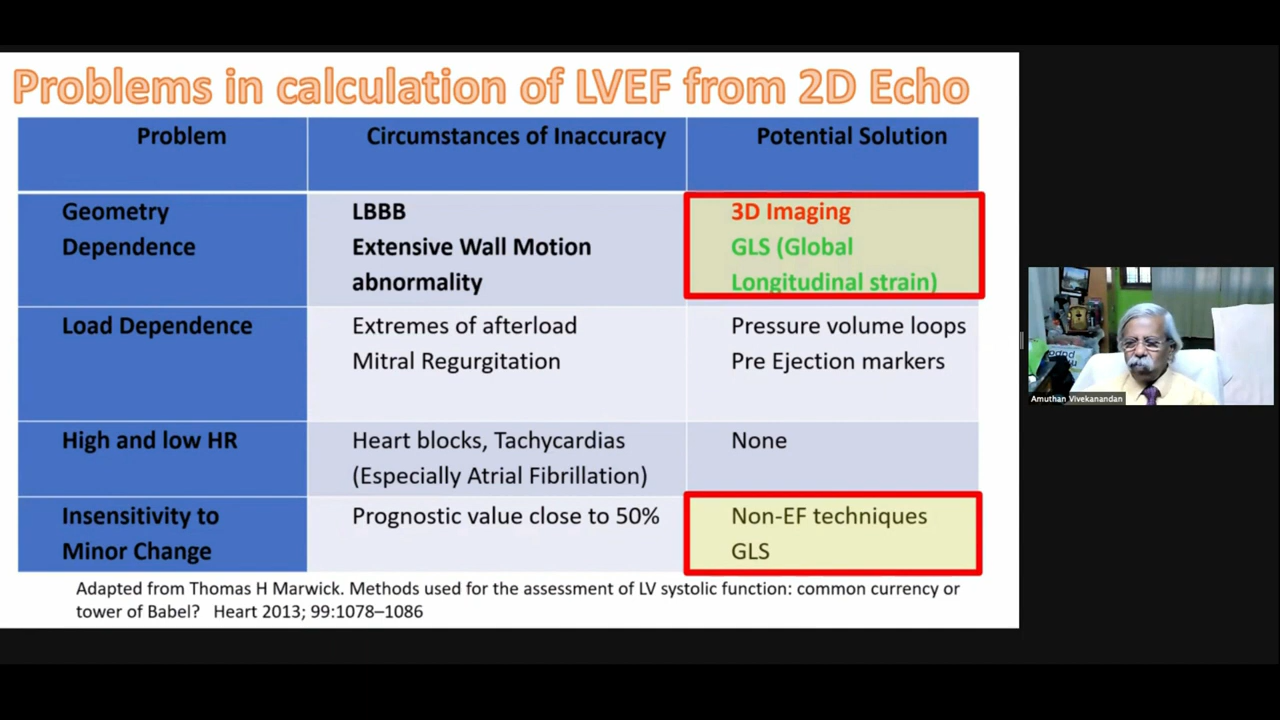 Problems in calculation of LVEF from 2D Echo
Problem
Circumstances of Inaccuracy
Potential Solution
Geometry
Dependence
LBBB
Extensive Wall Motion
abnormality
3D Imaging
GLS (Global
Longitudinal strain)
Load Dependence
Extremes of afterload
Mitral Regurgitation
Pressure volume loops
Pre Ejection markers
High and low HR
Heart blocks, Tachycardias
(Especially Atrial Fibrillation)
None
Insensitivity to
Minor Change
Prognostic value close to 50%
Non-EF techniques
GLS
Adapted from Thomas H Marwick. Methods used for the assessment of LV systolic function: common currency or
tower of Babel? Heart 2013; 99:1078–1086
Amuthan Vivekanandan